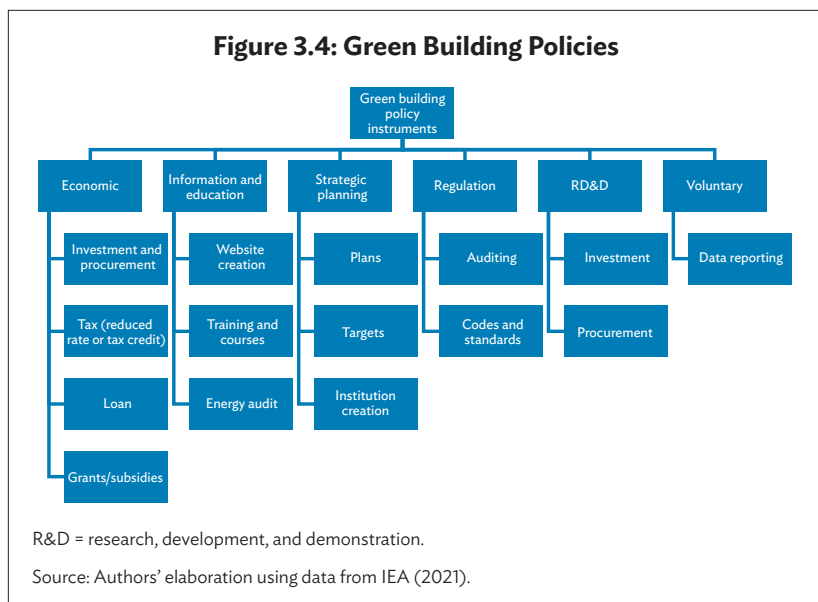 Figure 3.4: Green Building Policies
Green building
policy
instruments
Economic
Information and
education
Strategic
planning
Regulation
RD&D
Voluntary
Investment and
procurement
Website
creation
Plans
Auditing
Investment
Data reporting
Tax (reduced
rate or tax credit)
Training and
courses
Targets
Codes and
standards
Procurement
Loan
Energy audit
Institution
creation
Grants/subsidies
R&D = research, development, and demonstration.
Source: Authors’ elaboration using data from IEA (2021).